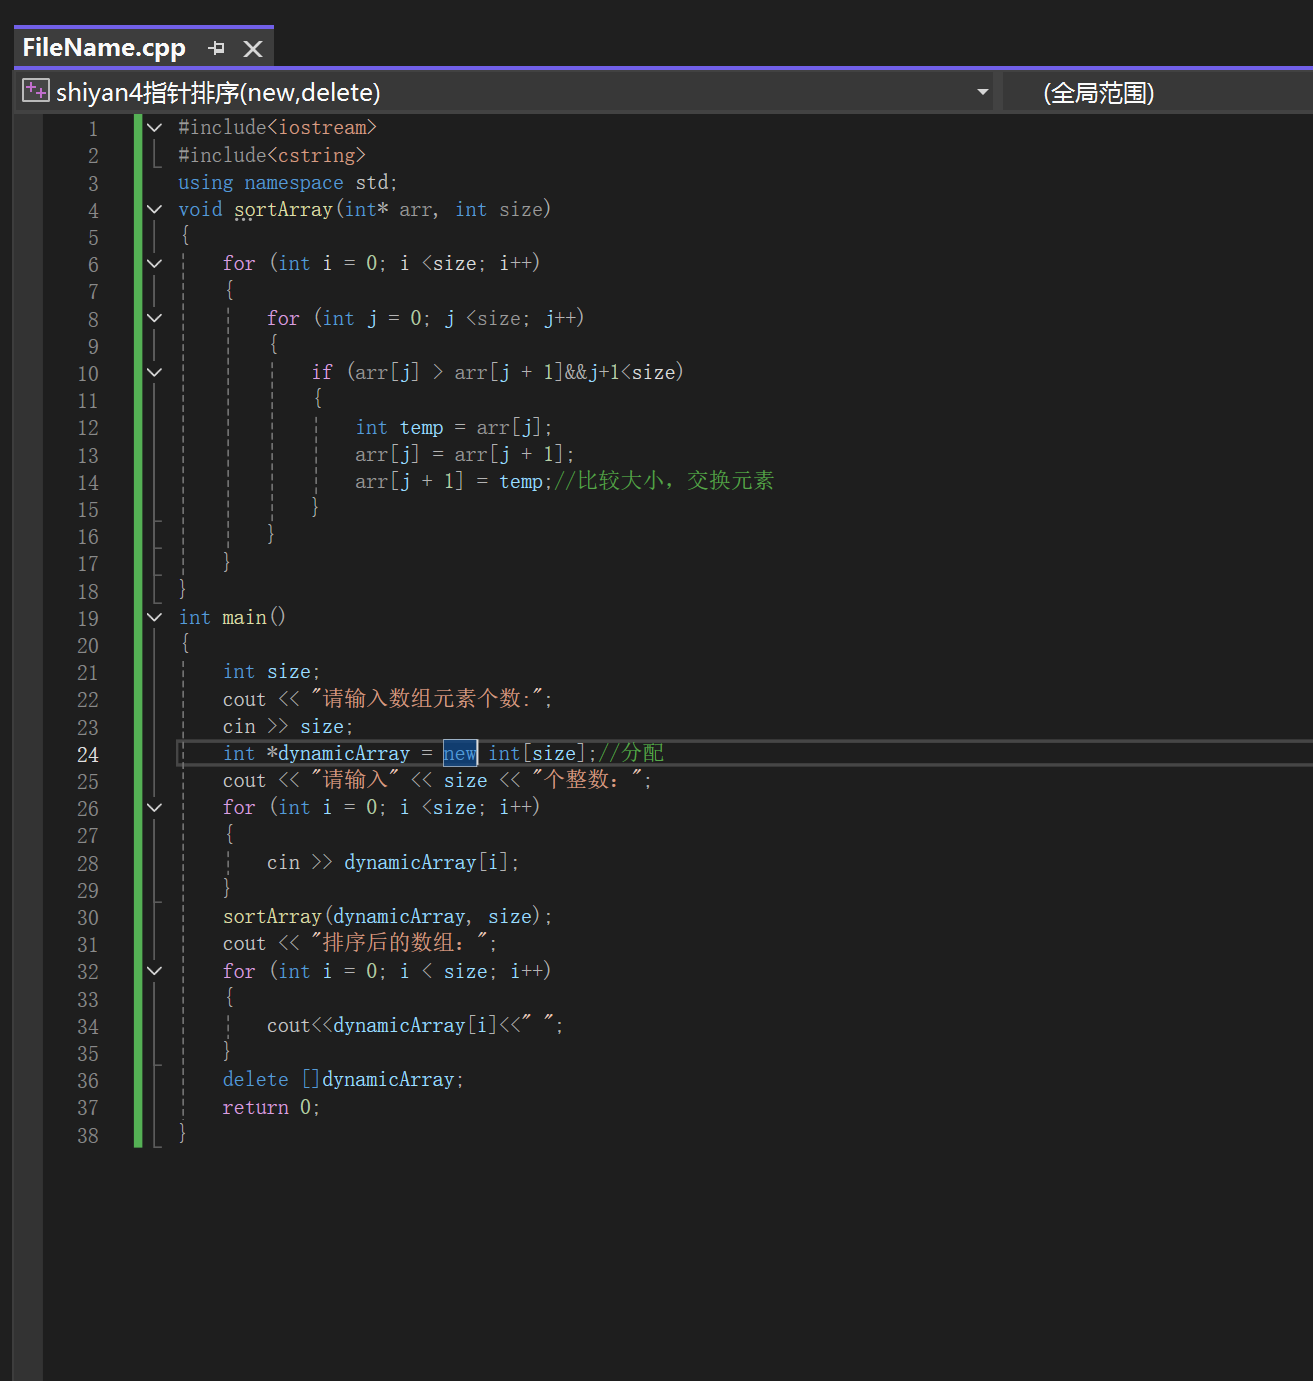 FileName.cpp
shiyan4指针排序(new,delete) (全局范围)
1 #include<iostream>
2 #include<cstring>
3 using namespace std;
4 void sortArray(int* arr, int size)
5 {
6 for (int i = 0; i <size; i++)
7 {
8 for (int j = 0; j <size; j++)
9 {
10 if (arr[j] > arr[j + 1]&&j+1<size)
11 {
12 int temp = arr[j];
13 arr[j] = arr[j + 1];
14 arr[j + 1] = temp;//比较大小，交换元素
15 }
16 }
17 }
18 }
19 int main()
20 {
21 int size;
22 cout << "请输入数组元素个数:";
23 cin >> size;
24 int *dynamicArray = new int[size];//分配
25 cout << "请输入" << size << "个整数：";
26 for (int i = 0; i <size; i++)
27 {
28 cin >> dynamicArray[i];
29 }
30 sortArray(dynamicArray, size);
31 cout << "排序后的数组：";
32 for (int i = 0; i < size; i++)
33 {
34 cout<<dynamicArray[i]<<" ";
35 }
36 delete []dynamicArray;
37 return 0;
38 }